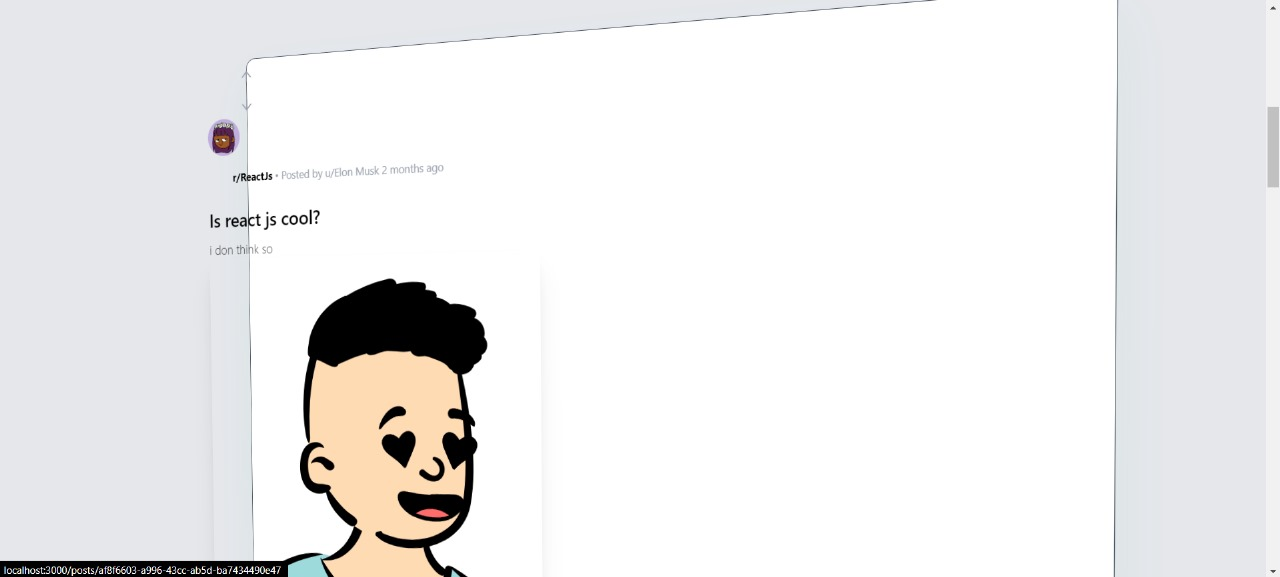 r/ReactJs • Posted by u/Elon Musk 2 months ago
Is react js cool?
i don think so
localhost:3000/posts/af8f6603-a996-43cc-ab5d-ba7434490e47